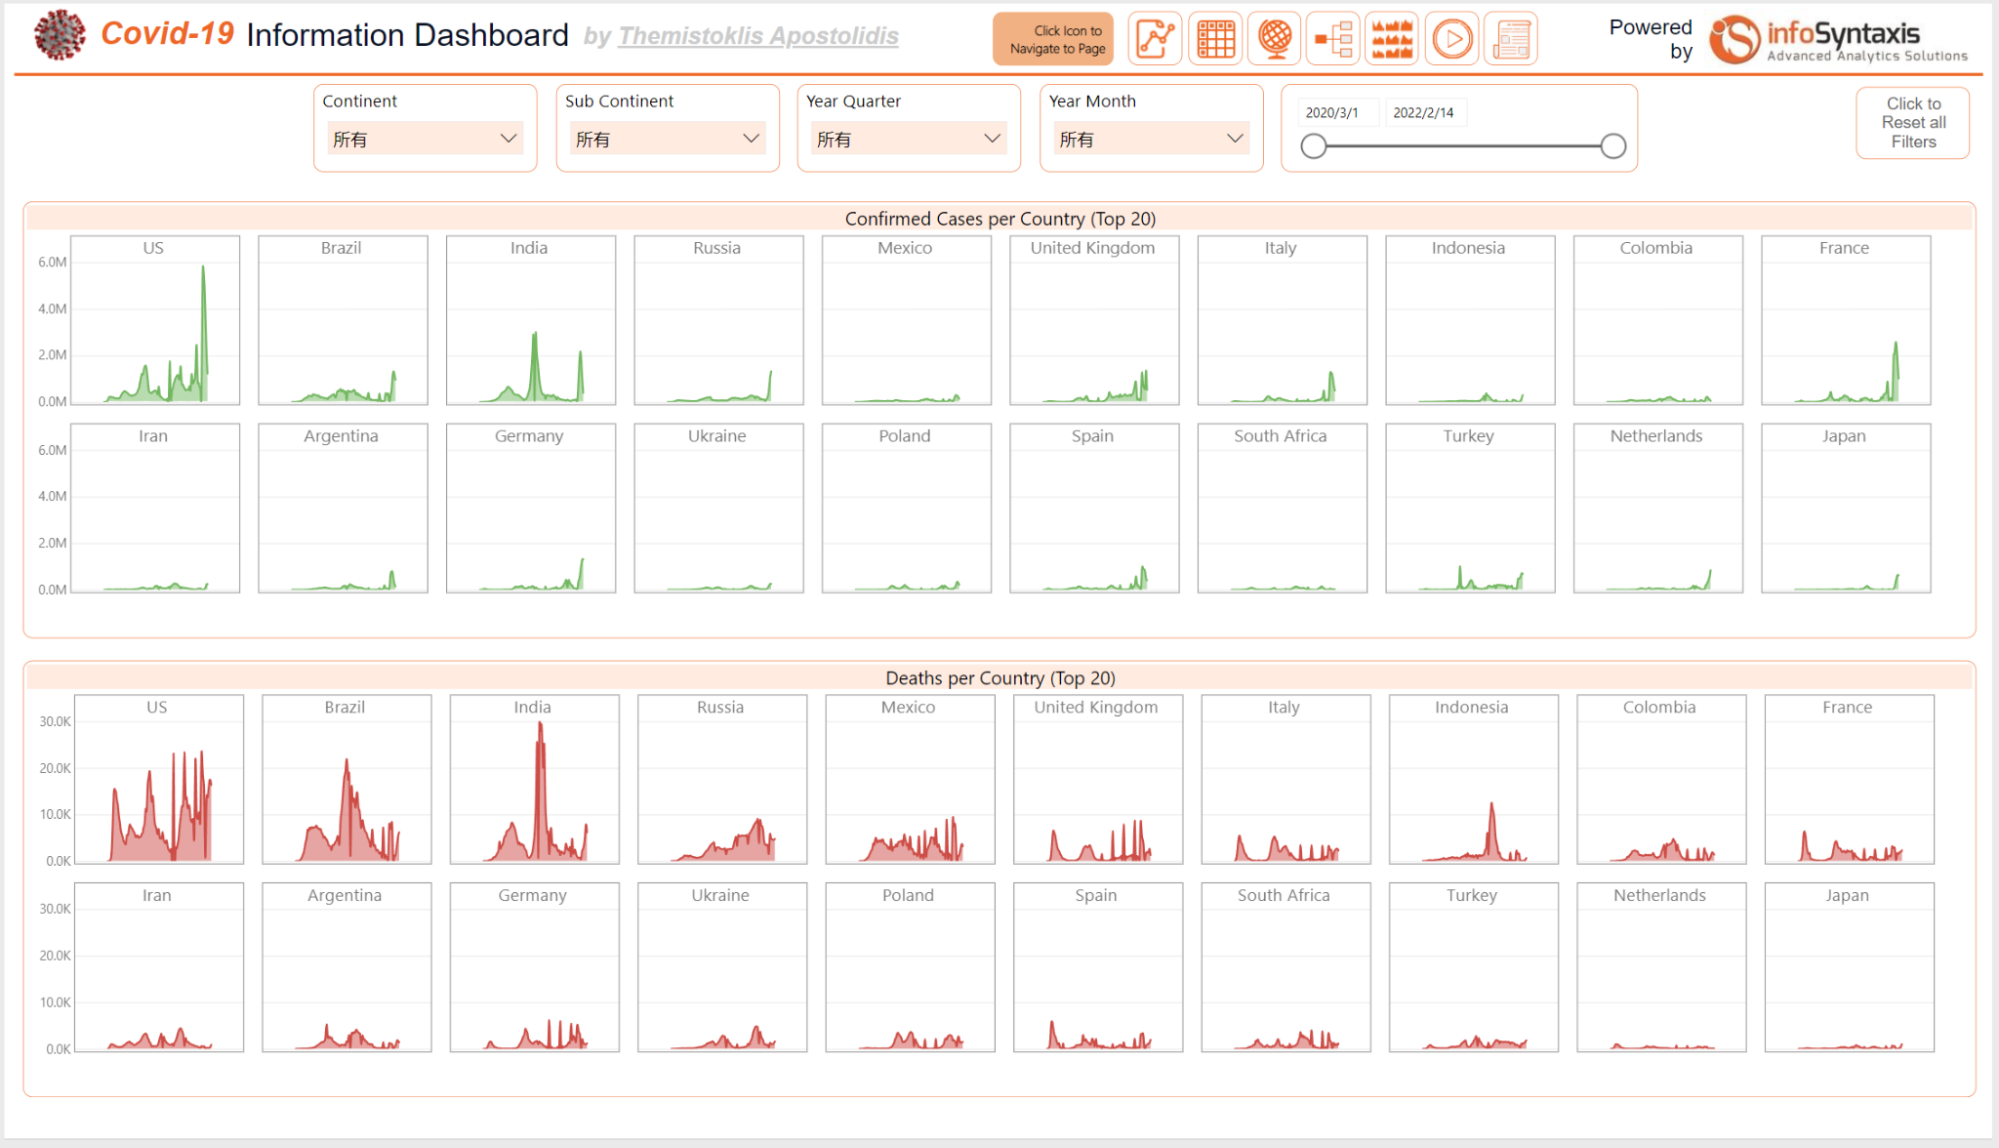 Covid-19 Information Dashboard by Themistoklis Apostolidis
Click Icon to
Navigate to Page
Powered
by
infoSyntaxis
Advanced Analytics Solutions
Continent
所有
Sub Continent
所有
Year Quarter
所有
Year Month
所有
2020/3/1 2022/2/14
Click to
Reset all
Filters
Confirmed Cases per Country (Top 20)
US Brazil India Russia Mexico United Kingdom Italy Indonesia Colombia France
6.0M
4.0M
2.0M
0.0M
Iran Argentina Germany Ukraine Poland Spain South Africa Turkey Netherlands Japan
6.0M
4.0M
2.0M
0.0M
Deaths per Country (Top 20)
US Brazil India Russia Mexico United Kingdom Italy Indonesia Colombia France
30.0K
20.0K
10.0K
0.0K
Iran Argentina Germany Ukraine Poland Spain South Africa Turkey Netherlands Japan
30.0K
20.0K
10.0K
0.0K